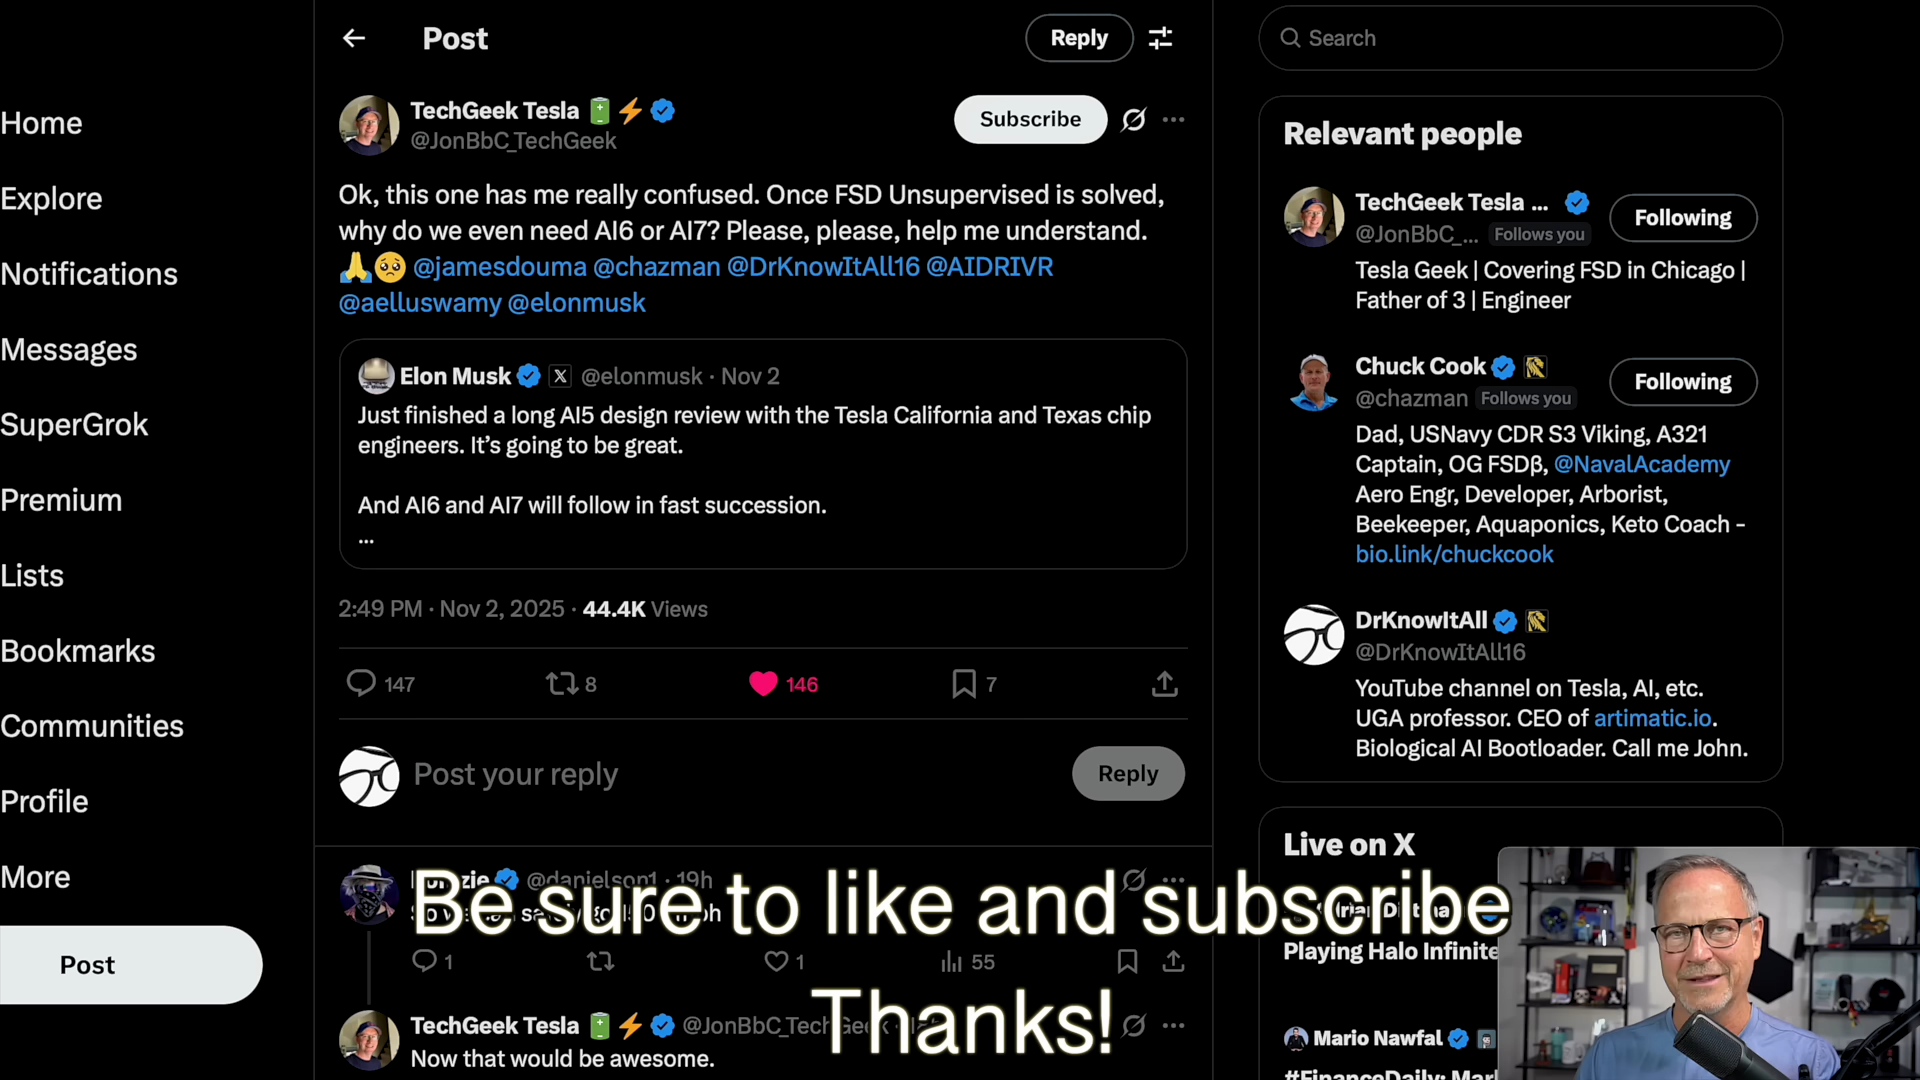 Home
Explore
Notifications
Messages
SuperGrok
Premium
Lists
Bookmarks
Communities
Profile
More
Post
Post
Reply
TechGeek Tesla
@JonBbC_TechGeek
Subscribe
Ok, this one has me really confused. Once FSD Unsupervised is solved,
why do we even need AI6 or AI7? Please, please, help me understand.
@jamesdouma @chazman @DrKnowItAll16 @AIDRIVR
@aelluswamy @elonmusk
Elon Musk @elonmusk · Nov 2
Just finished a long AI5 design review with the Tesla California and Texas chip
engineers. It's going to be great.
And AI6 and AI7 will follow in fast succession.
...
2:49 PM · Nov 2, 2025 · 44.4K Views
147
8
146
7
Post your reply
Reply
@danielson1 · 19h
1
1
55
TechGeek Tesla @JonBbC_TechGeek
Now that would be awesome.
Search
Relevant people
TechGeek Tesla ...
@JonBbC_... Follows you
Following
Tesla Geek | Covering FSD in Chicago |
Father of 3 | Engineer
Chuck Cook
@chazman Follows you
Following
Dad, USNavy CDR S3 Viking, A321
Captain, OG FSDβ, @NavalAcademy
Aero Engr, Developer, Arborist,
Beekeeper, Aquaponics, Keto Coach -
bio.link/chuckcook
DrKnowItAll
@DrKnowItAll16
YouTube channel on Tesla, AI, etc.
UGA professor. CEO of artimatic.io.
Biological AI Bootloader. Call me John.
Live on X
Playing Halo Infinite
Mario Nawfal
#FinanceDaily: Mar
Be sure to like and subscribe
Thanks!